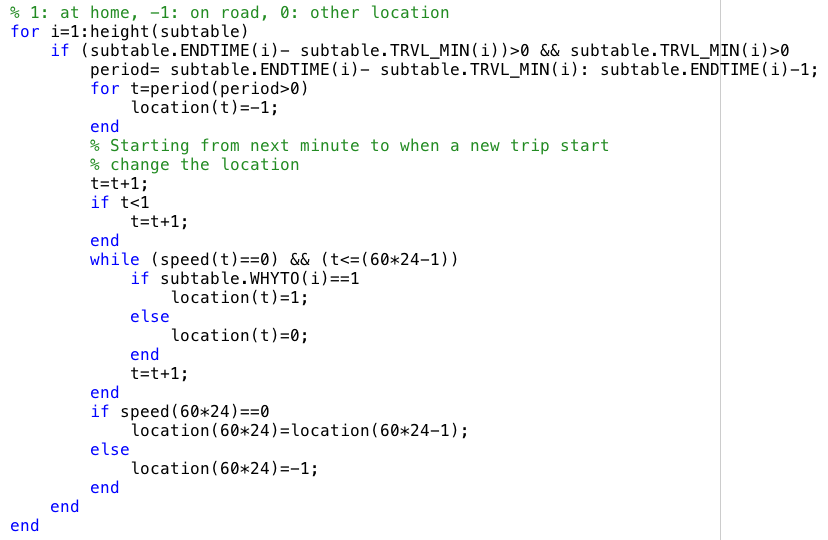 % 1: at home, -1: on road, 0: other location
for i=1:height(subtable)
    if (subtable.ENDTIME(i)- subtable.TRVL_MIN(i))>0 && subtable.TRVL_MIN(i)>0
        period= subtable.ENDTIME(i)- subtable.TRVL_MIN(i): subtable.ENDTIME(i)-1;
        for t=period(period>0)
            location(t)=-1;
        end
        % Starting from next minute to when a new trip start
        % change the location
        t=t+1;
        if t<1
            t=t+1;
        end
        while (speed(t)==0) && (t<=(60*24-1))
            if subtable.WHYTO(i)==1
                location(t)=1;
            else
                location(t)=0;
            end
            t=t+1;
        end
        if speed(60*24)==0
            location(60*24)=location(60*24-1);
        else
            location(60*24)=-1;
        end
    end
end